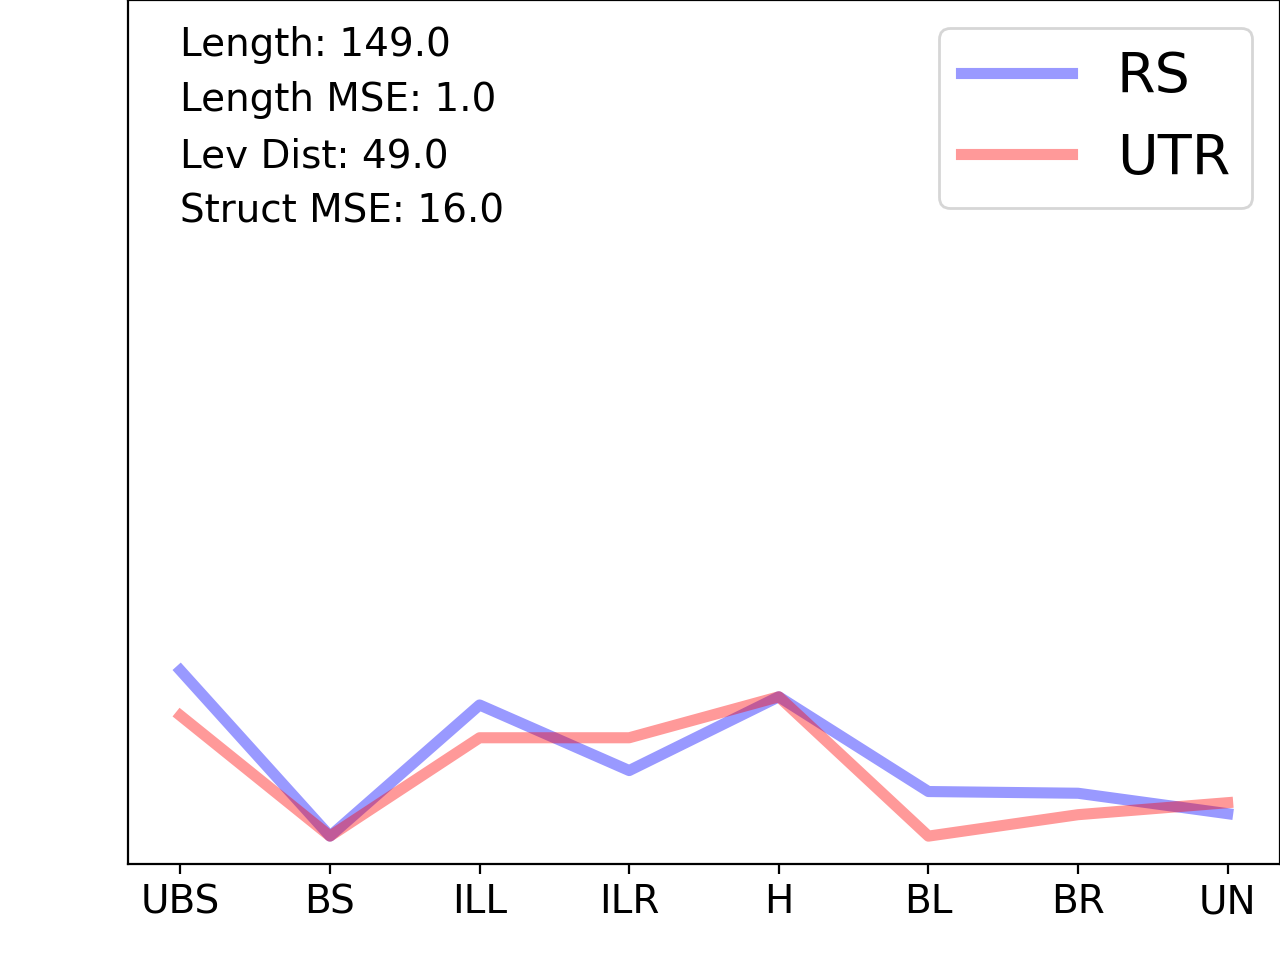 Length: 149.0
Length MSE: 1.0
Lev Dist: 49.0
Struct MSE: 16.0
RS
UTR
UBS BS ILL ILR H BL BR UN